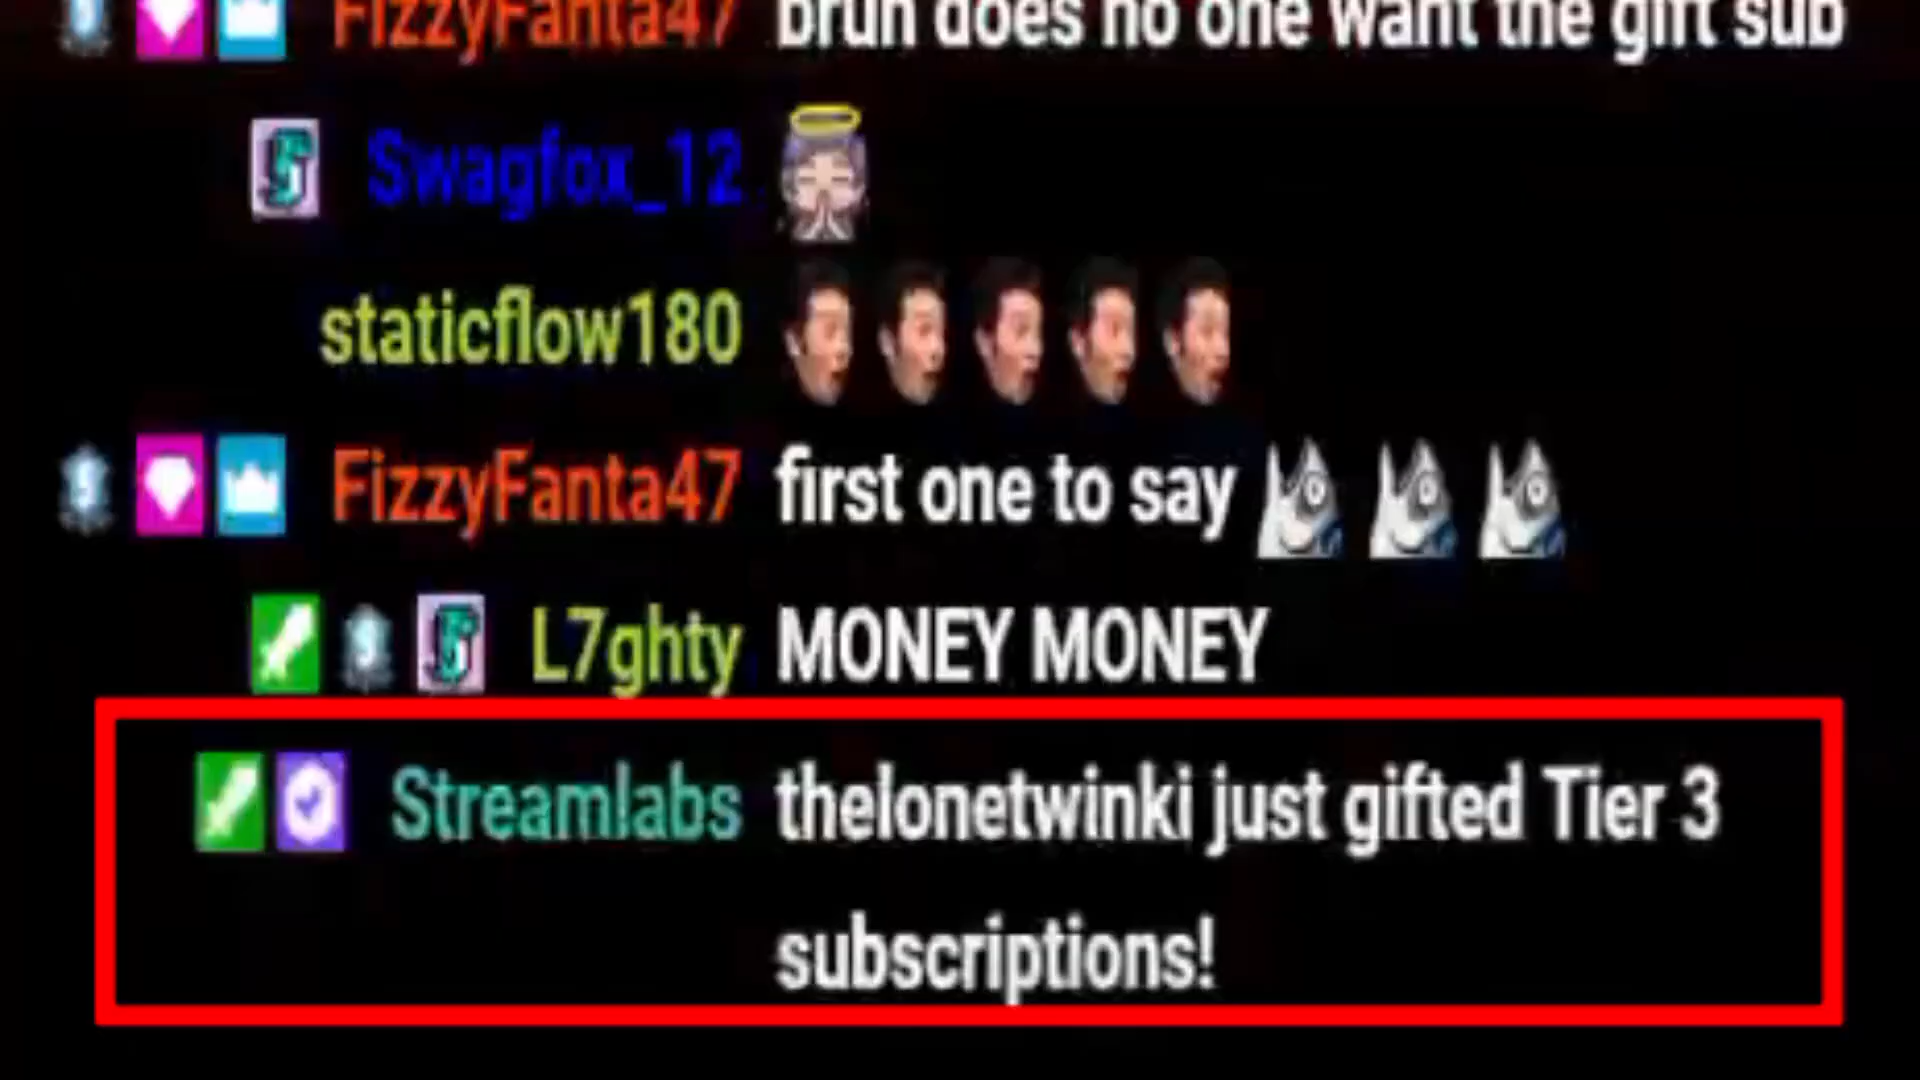 FizzyFanta47 bruh does no one want the gift sub
Swagfox_12
staticflow180
FizzyFanta47 first one to say
L7ghty MONEY MONEY
Streamlabs thelonetwinki just gifted Tier 3
subscriptions!